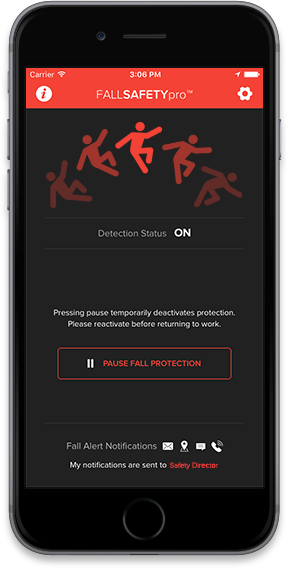 Carrier 3:06 PM
FALLSAFETYpro™
Detection Status ON
Pressing pause temporarily deactivates protection.
Please reactivate before returning to work.
PAUSE FALL PROTECTION
Fall Alert Notifications
My notifications are sent to Safety Director